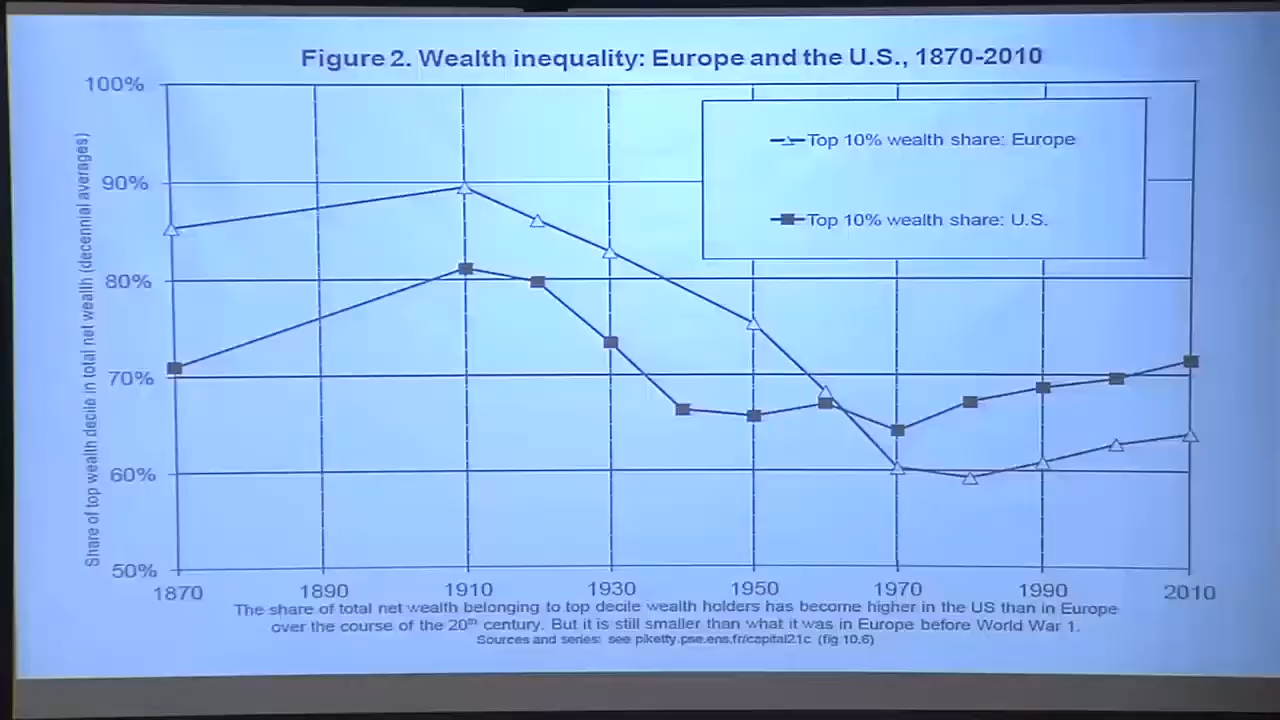 Figure 2. Wealth inequality: Europe and the U.S., 1870-2010
Share of top wealth decile in total net wealth (decennial averages)
100%
90%
80%
70%
60%
50%
Top 10% wealth share: Europe
Top 10% wealth share: U.S.
1870 1890 1910 1930 1950 1970 1990 2010
The share of total net wealth belonging to top decile wealth holders has become higher in the US than in Europe
over the course of the 20th century. But it is still smaller than what it was in Europe before World War 1.
Sources and series: see piketty.pse.ens.fr/capital21c (fig 10.6)